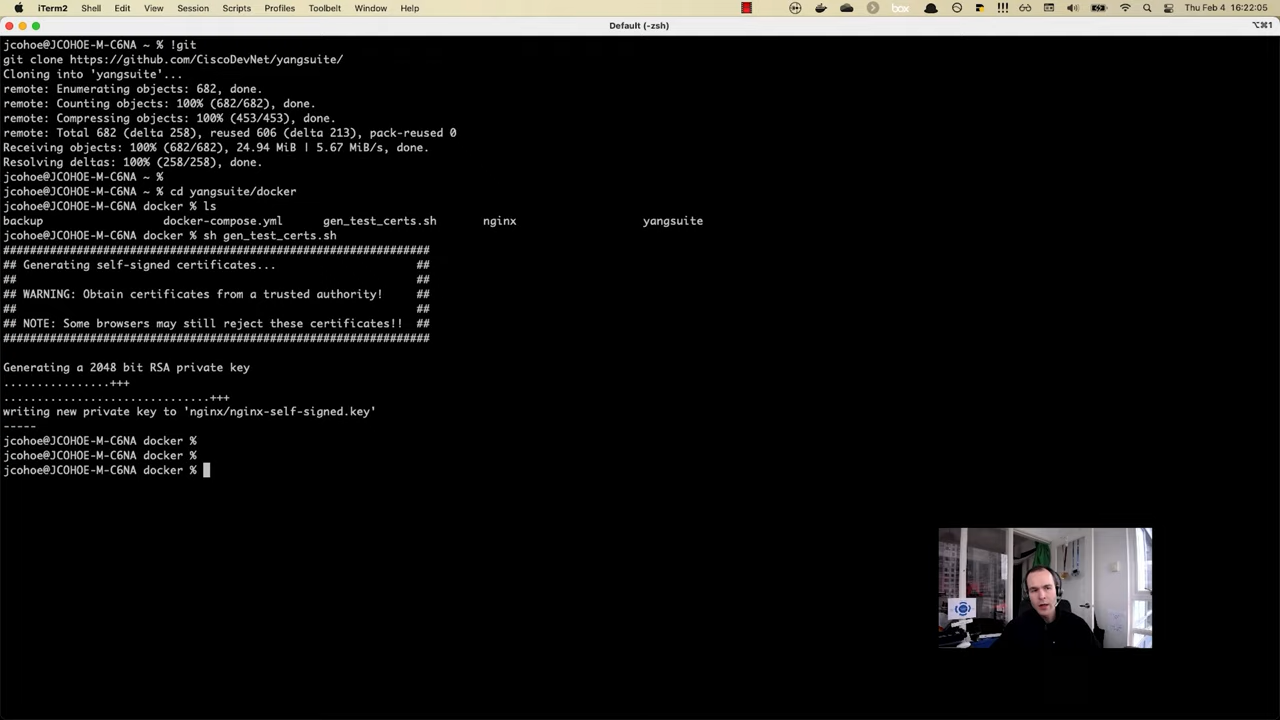 iTerm2 Shell Edit View Session Scripts Profiles Toolbelt Window Help box Thu Feb 4 16:22:05
Default (-zsh) ⌥⌘1
jcohoe@JCOHOE-M-C6NA ~ % !git
git clone https://github.com/CiscoDevNet/yangsuite/
Cloning into 'yangsuite'...
remote: Enumerating objects: 682, done.
remote: Counting objects: 100% (682/682), done.
remote: Compressing objects: 100% (453/453), done.
remote: Total 682 (delta 258), reused 606 (delta 213), pack-reused 0
Receiving objects: 100% (682/682), 24.94 MiB | 5.67 MiB/s, done.
Resolving deltas: 100% (258/258), done.
jcohoe@JCOHOE-M-C6NA ~ %
jcohoe@JCOHOE-M-C6NA ~ % cd yangsuite/docker
jcohoe@JCOHOE-M-C6NA docker % ls
backup docker-compose.yml gen_test_certs.sh nginx yangsuite
jcohoe@JCOHOE-M-C6NA docker % sh gen_test_certs.sh
################################################################
## Generating self-signed certificates... ##
## ##
## WARNING: Obtain certificates from a trusted authority! ##
## ##
## NOTE: Some browsers may still reject these certificates!! ##
################################################################
Generating a 2048 bit RSA private key
................+++
...............................+++
writing new private key to 'nginx/nginx-self-signed.key'
-----
jcohoe@JCOHOE-M-C6NA docker %
jcohoe@JCOHOE-M-C6NA docker %
jcohoe@JCOHOE-M-C6NA docker %